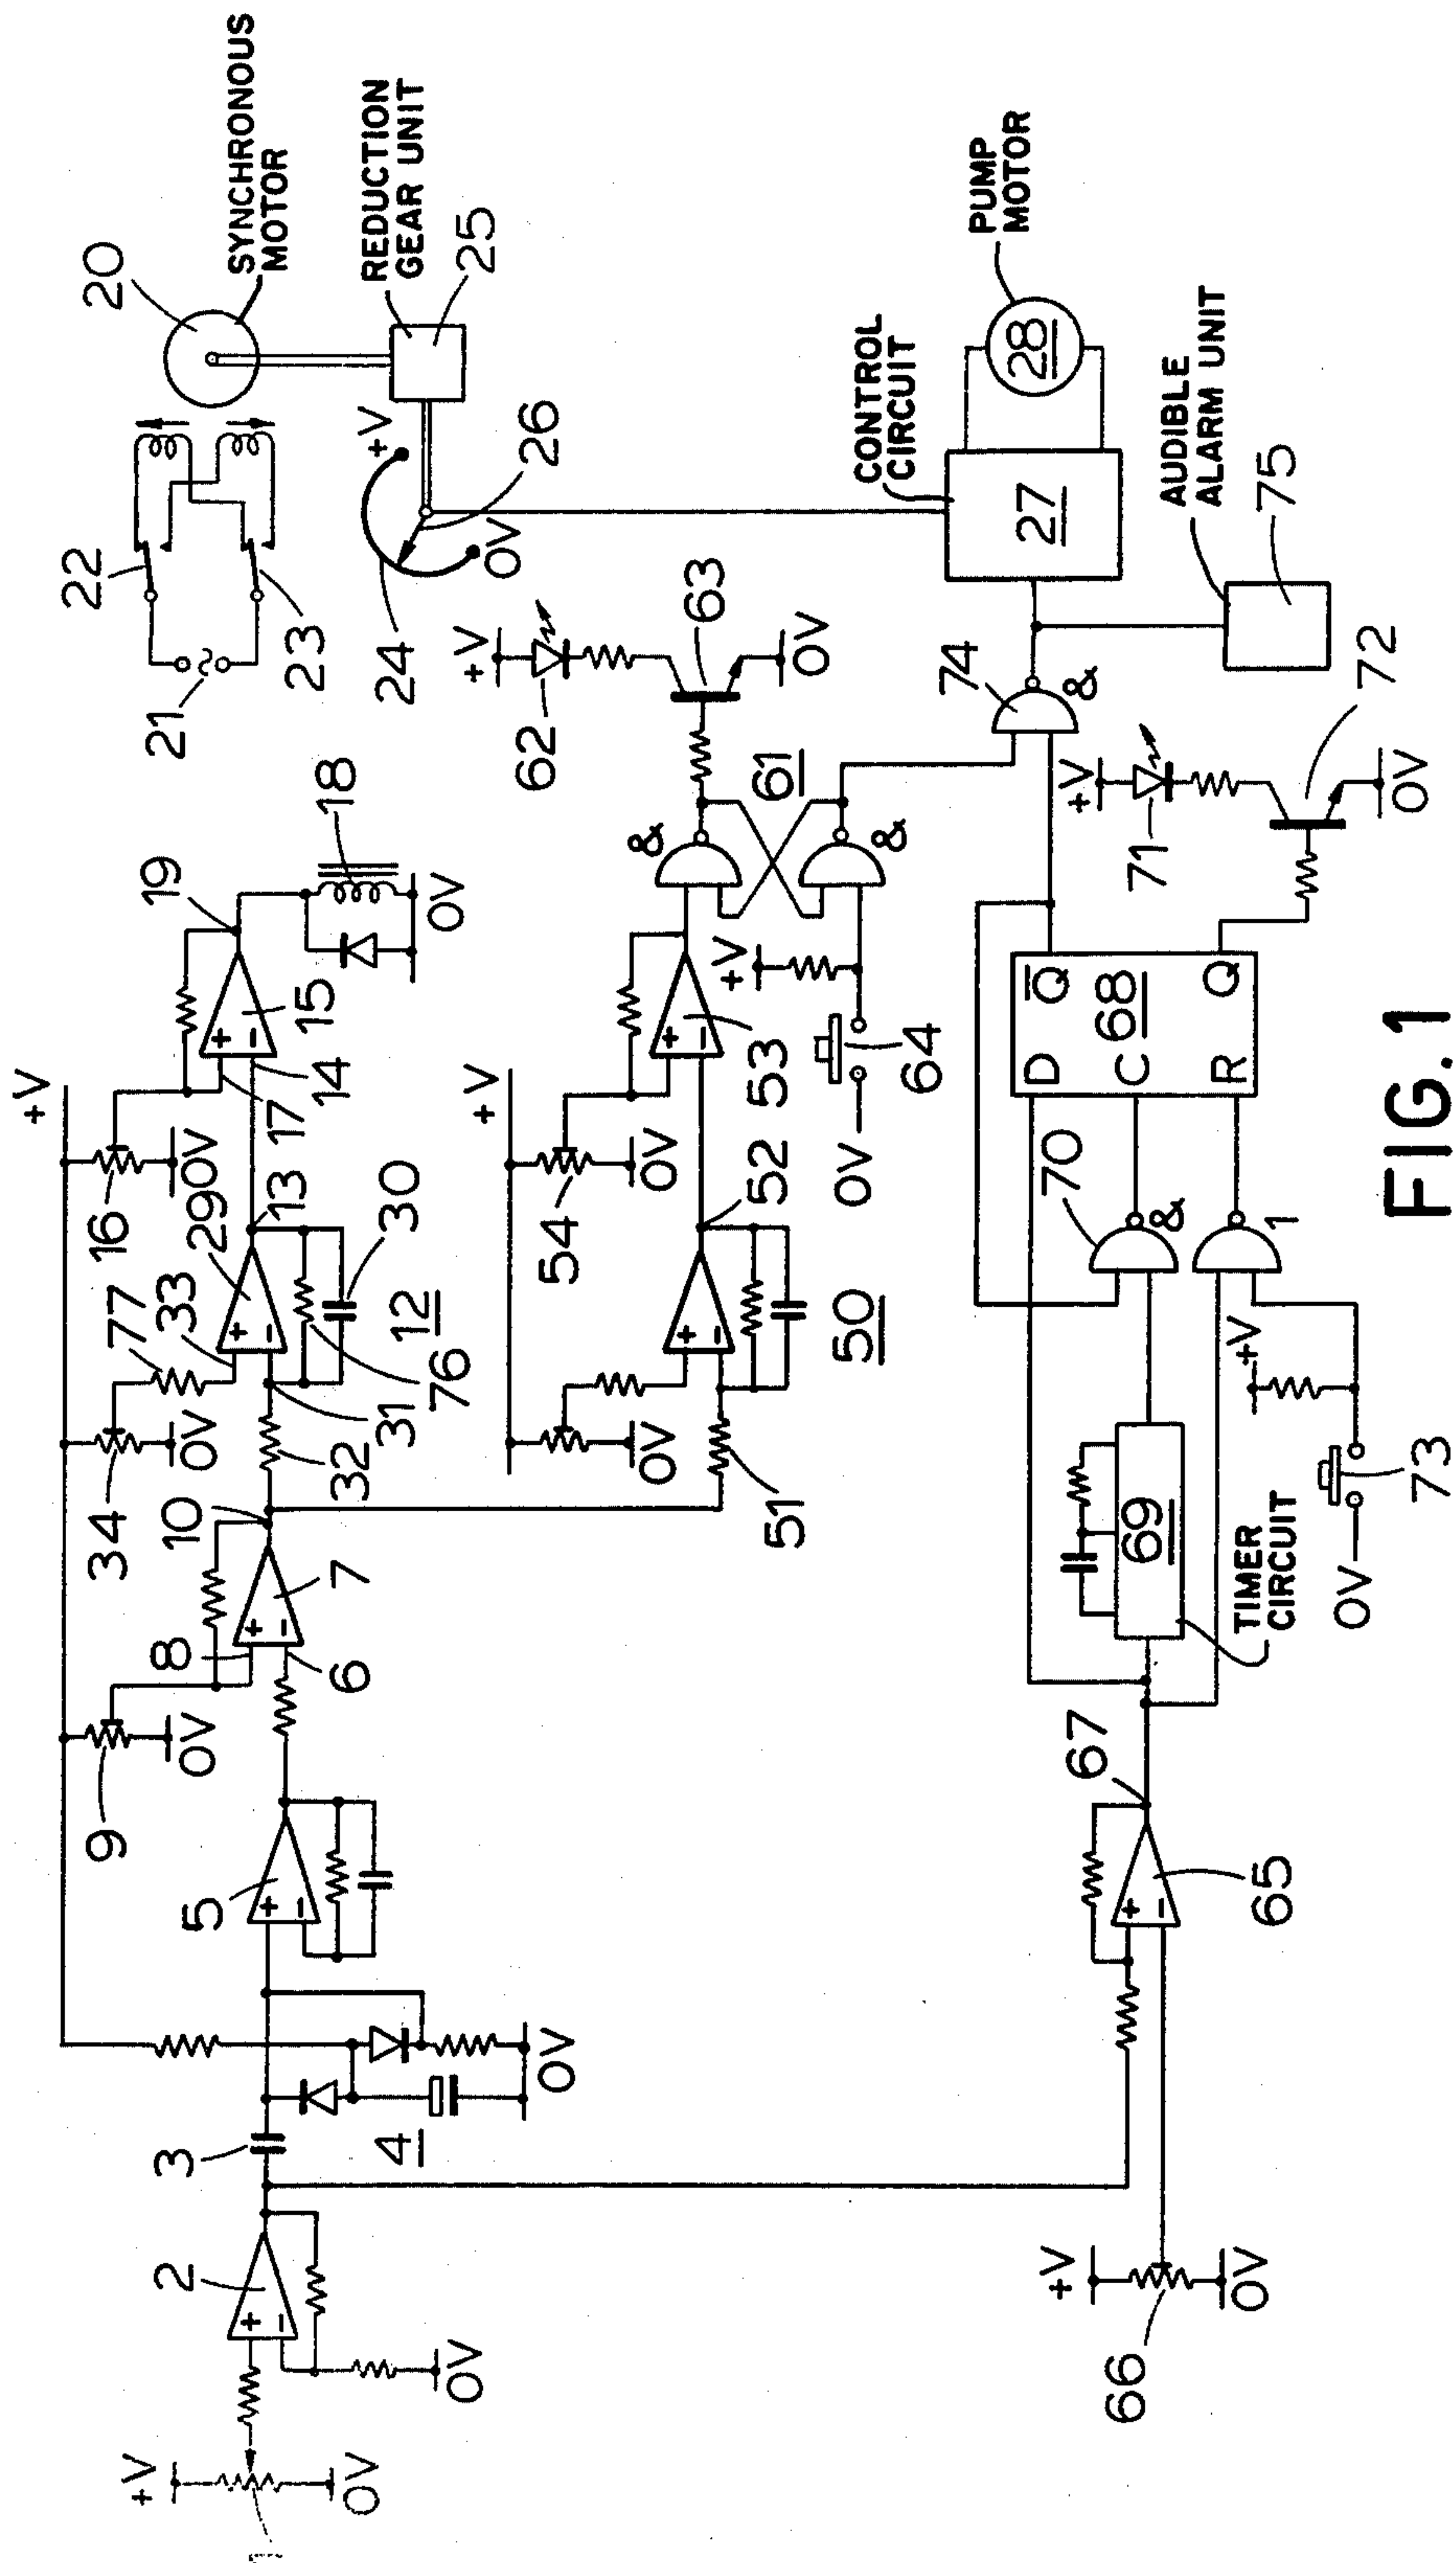 +V
0V
1
2
0V
3
4
0V
5
+
−
9
0V
8
6
+
−
7
10
34
0V
77
33
32
31
29
+
−
76
12
30
13
16
0V
17
14
+
−
15
19
18
0V
+V
20
SYNCHRONOUS
MOTOR
21
22
23
REDUCTION
GEAR UNIT
25
24
+V
26
0V
51
0V
+
−
50
52
54
0V
+V
53
+
−
&
&
61
+V
62
63
0V
+V
64
0V
66
+V
0V
65
+
−
67
69
TIMER
CIRCUIT
70
&
1
+V
73
0V
D
C
R
Q̅
Q
68
+V
71
72
0V
74
&
CONTROL
CIRCUIT
27
PUMP
MOTOR
28
AUDIBLE
ALARM UNIT
75
+
−
FIG. 1